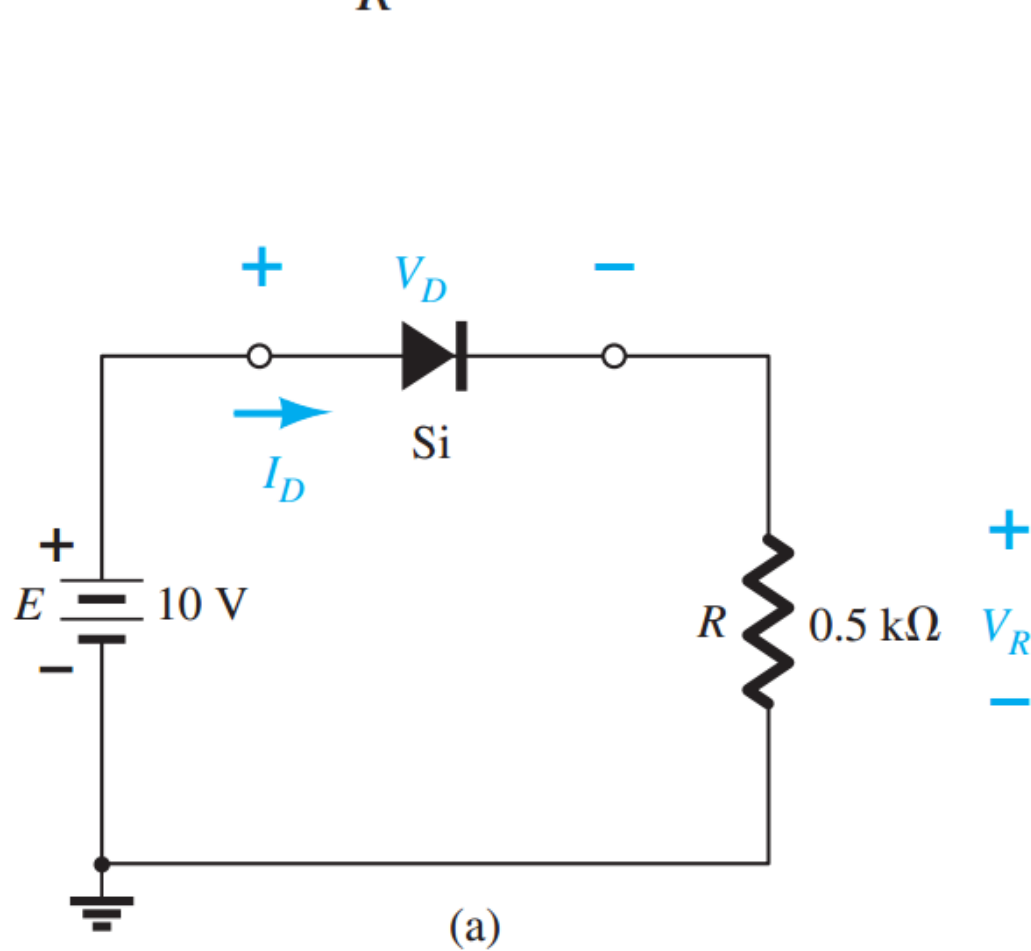 R
+ V_D −
I_D
Si
+
E 10 V
−
R 0.5 kΩ
+
V_R
−
(a)